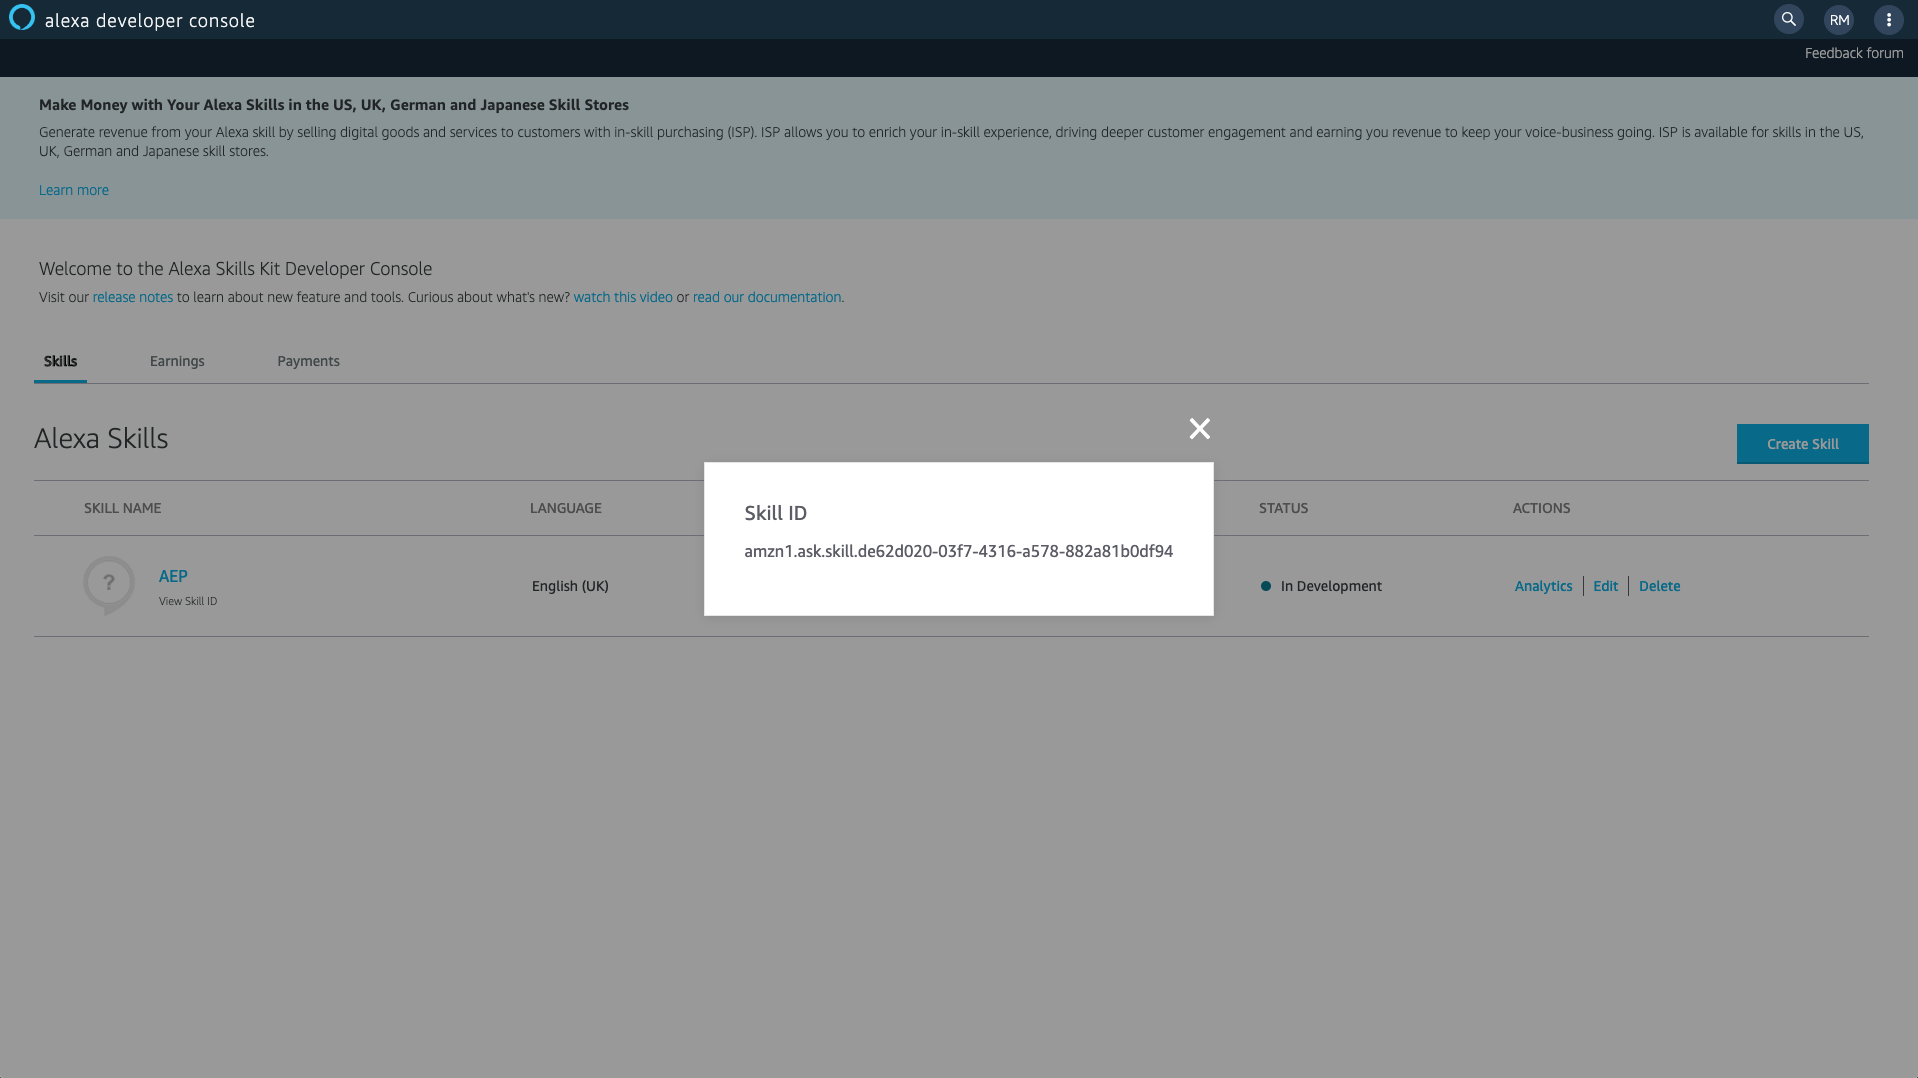 alexa developer console
RM
Feedback forum
Make Money with Your Alexa Skills in the US, UK, German and Japanese Skill Stores
Generate revenue from your Alexa skill by selling digital goods and services to customers with in-skill purchasing (ISP). ISP allows you to enrich your in-skill experience, driving deeper customer engagement and earning you revenue to keep your voice-business going. ISP is available for skills in the US,
UK, German and Japanese skill stores.
Learn more
Welcome to the Alexa Skills Kit Developer Console
Visit our release notes to learn about new feature and tools. Curious about what's new? watch this video or read our documentation.
Skills Earnings Payments
Alexa Skills
Create Skill
SKILL NAME LANGUAGE STATUS ACTIONS
Skill ID
amzn1.ask.skill.de62d020-03f7-4316-a578-882a81b0df94
?
AEP
View Skill ID
English (UK) In Development Analytics Edit Delete